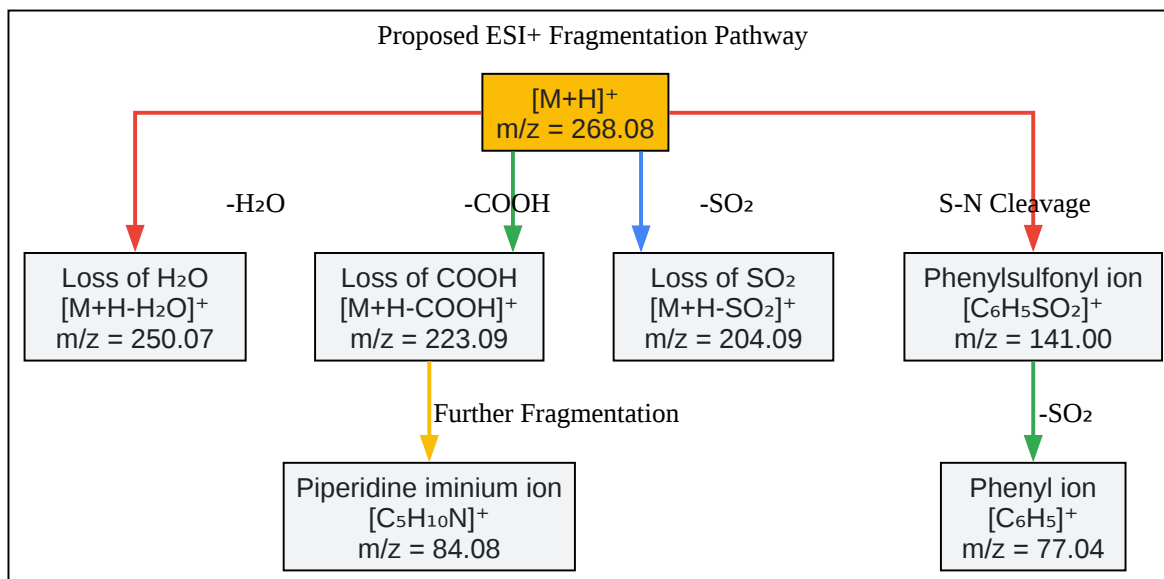 Proposed ESI+ Fragmentation Pathway
[M+H]⁺
m/z = 268.08
-H₂O
-COOH
-SO₂
S-N Cleavage
Loss of H₂O
[M+H-H₂O]⁺
m/z = 250.07
Loss of COOH
[M+H-COOH]⁺
m/z = 223.09
Loss of SO₂
[M+H-SO₂]⁺
m/z = 204.09
Phenylsulfonyl ion
[C₆H₅SO₂]⁺
m/z = 141.00
Further Fragmentation
-SO₂
Piperidine iminium ion
[C₅H₁₀N]⁺
m/z = 84.08
Phenyl ion
[C₆H₅]⁺
m/z = 77.04